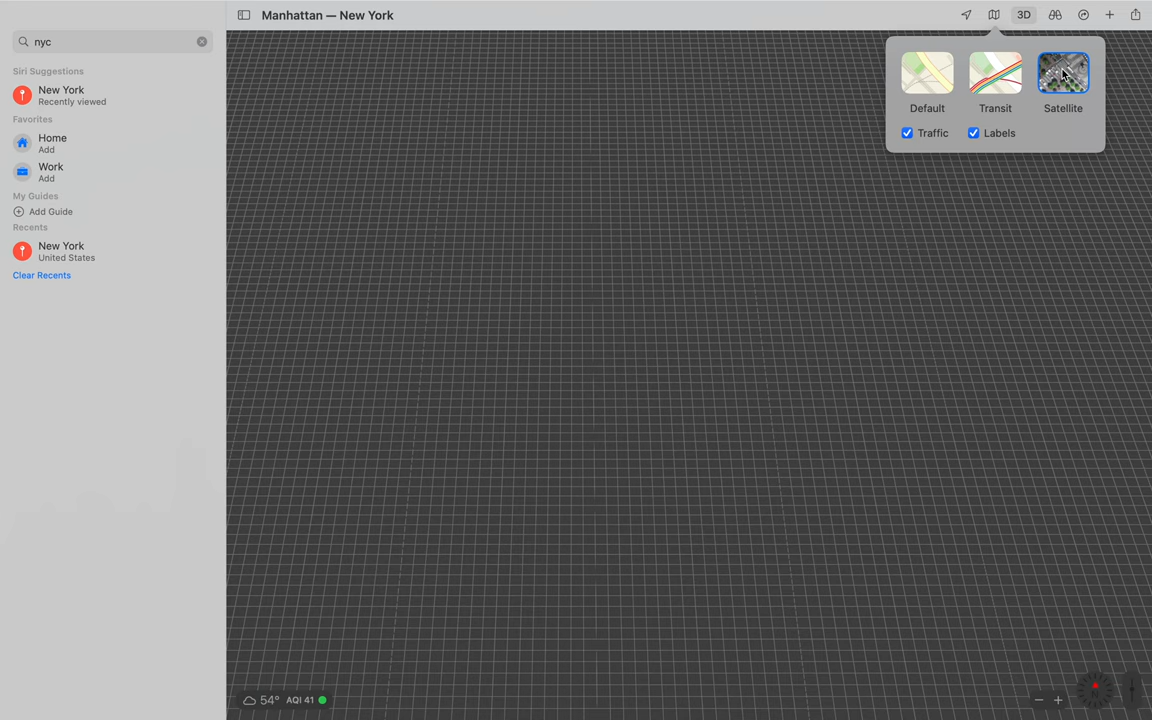 Manhattan — New York
3D
nyc
Siri Suggestions
New York
Recently viewed
Favorites
Home
Add
Work
Add
My Guides
Add Guide
Recents
New York
United States
Clear Recents
Default
Transit
Satellite
Traffic
Labels
54°
AQI 41